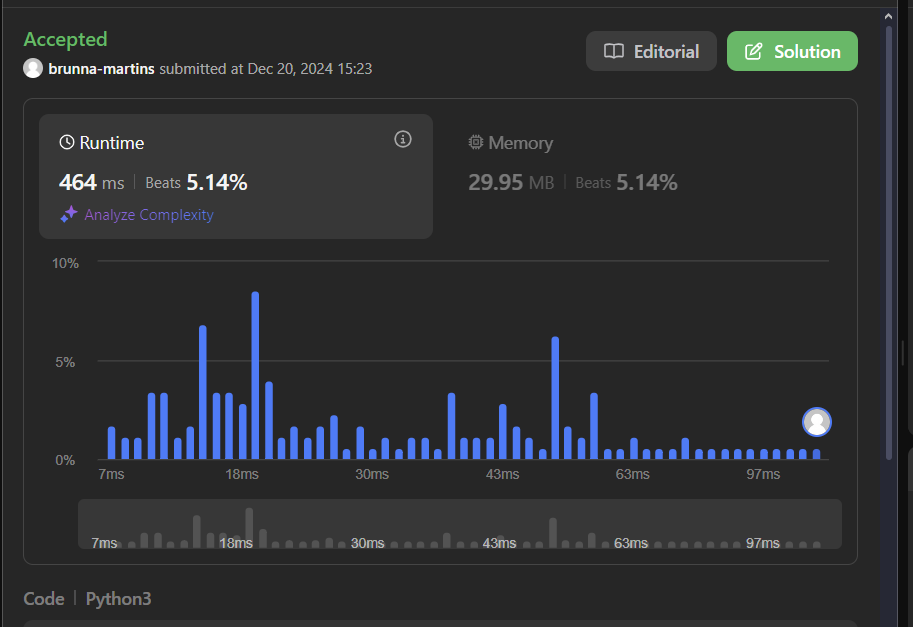 Accepted
Editorial
Solution
brunna-martins submitted at Dec 20, 2024 15:23
Runtime
464 ms | Beats 5.14%
Analyze Complexity
Memory
29.95 MB | Beats 5.14%
10%
5%
0%
7ms 18ms 30ms 43ms 63ms 97ms
7ms 18ms 30ms 43ms 63ms 97ms
Code | Python3